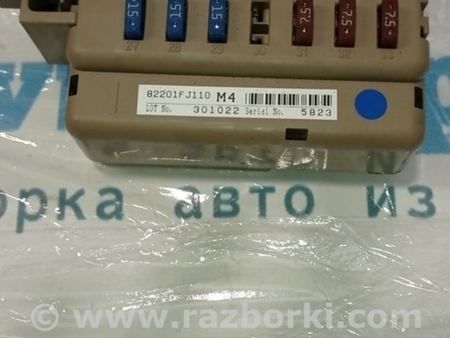 15 15 15 7.5 7.5 7.5
27 28 29 30 31 32 33
82201FJ110 M4
LOT No. 301022 Serial No. 5823
N
орка авто из
© www.razborki.com